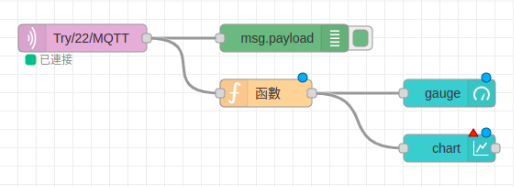 Try/22/MQTT
已連接
msg.payload
函數
gauge
chart